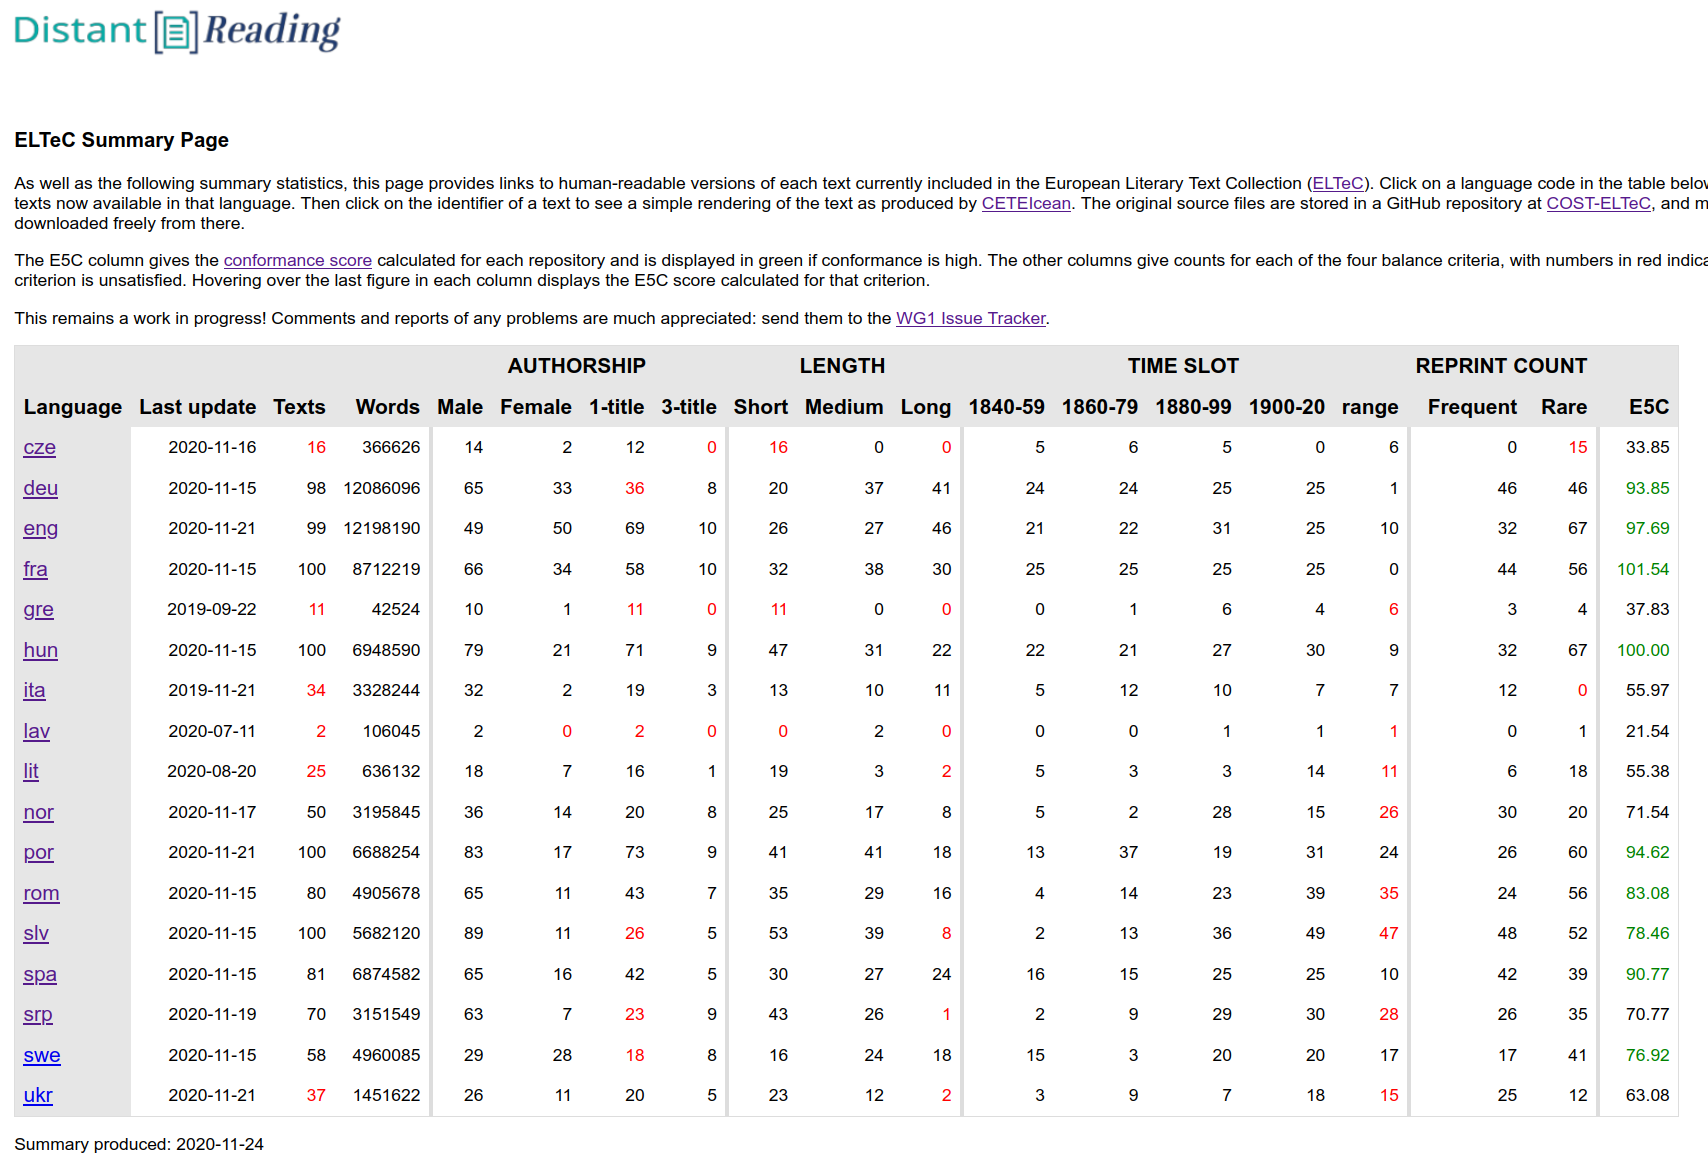 Distant Reading
ELTeC Summary Page
As well as the following summary statistics, this page provides links to human-readable versions of each text currently included in the European Literary Text Collection (ELTeC). Click on a language code in the table
texts now available in that language. Then click on the identifier of a text to see a simple rendering of the text as produced by CETEIcean. The original source files are stored in a GitHub repository at COST-ELTeC, and
downloaded freely from there.
The E5C column gives the conformance score calculated for each repository and is displayed in green if conformance is high. The other columns give counts for each of the four balance criteria, with numbers in red
criterion is unsatisfied. Hovering over the last figure in each column displays the E5C score calculated for that criterion.
This remains a work in progress! Comments and reports of any problems are much appreciated: send them to the WG1 Issue Tracker.
AUTHORSHIP LENGTH TIME SLOT REPRINT COUNT
Language Last update Texts Words Male Female 1-title 3-title Short Medium Long 1840-59 1860-79 1880-99 1900-20 range Frequent Rare E5C
cze 2020-11-16 16 366626 14 2 12 0 16 0 0 5 6 5 0 6 0 15 33.85
deu 2020-11-15 98 12086096 65 33 36 8 20 37 41 24 24 25 25 1 46 46 93.85
eng 2020-11-21 99 12198190 49 50 69 10 26 27 46 21 22 31 25 10 32 67 97.69
fra 2020-11-15 100 8712219 66 34 58 10 32 38 30 25 25 25 25 0 44 56 101.54
gre 2019-09-22 11 42524 10 1 11 0 11 0 0 0 1 6 4 6 3 4 37.83
hun 2020-11-15 100 6948590 79 21 71 9 47 31 22 22 21 27 30 9 32 67 100.00
ita 2019-11-21 34 3328244 32 2 19 3 13 10 11 5 12 10 7 7 12 0 55.97
lav 2020-07-11 2 106045 2 0 2 0 0 2 0 0 0 1 1 1 0 1 21.54
lit 2020-08-20 25 636132 18 7 16 1 19 3 2 5 3 3 14 11 6 18 55.38
nor 2020-11-17 50 3195845 36 14 20 8 25 17 8 5 2 28 15 26 30 20 71.54
por 2020-11-21 100 6688254 83 17 73 9 41 41 18 13 37 19 31 24 26 60 94.62
rom 2020-11-15 80 4905678 65 11 43 7 35 29 16 4 14 23 39 35 24 56 83.08
slv 2020-11-15 100 5682120 89 11 26 5 53 39 8 2 13 36 49 47 48 52 78.46
spa 2020-11-15 81 6874582 65 16 42 5 30 27 24 16 15 25 25 10 42 39 90.77
srp 2020-11-19 70 3151549 63 7 23 9 43 26 1 2 9 29 30 28 26 35 70.77
swe 2020-11-15 58 4960085 29 28 18 8 16 24 18 15 3 20 20 17 17 41 76.92
ukr 2020-11-21 37 1451622 26 11 20 5 23 12 2 3 9 7 18 15 25 12 63.08
Summary produced: 2020-11-24